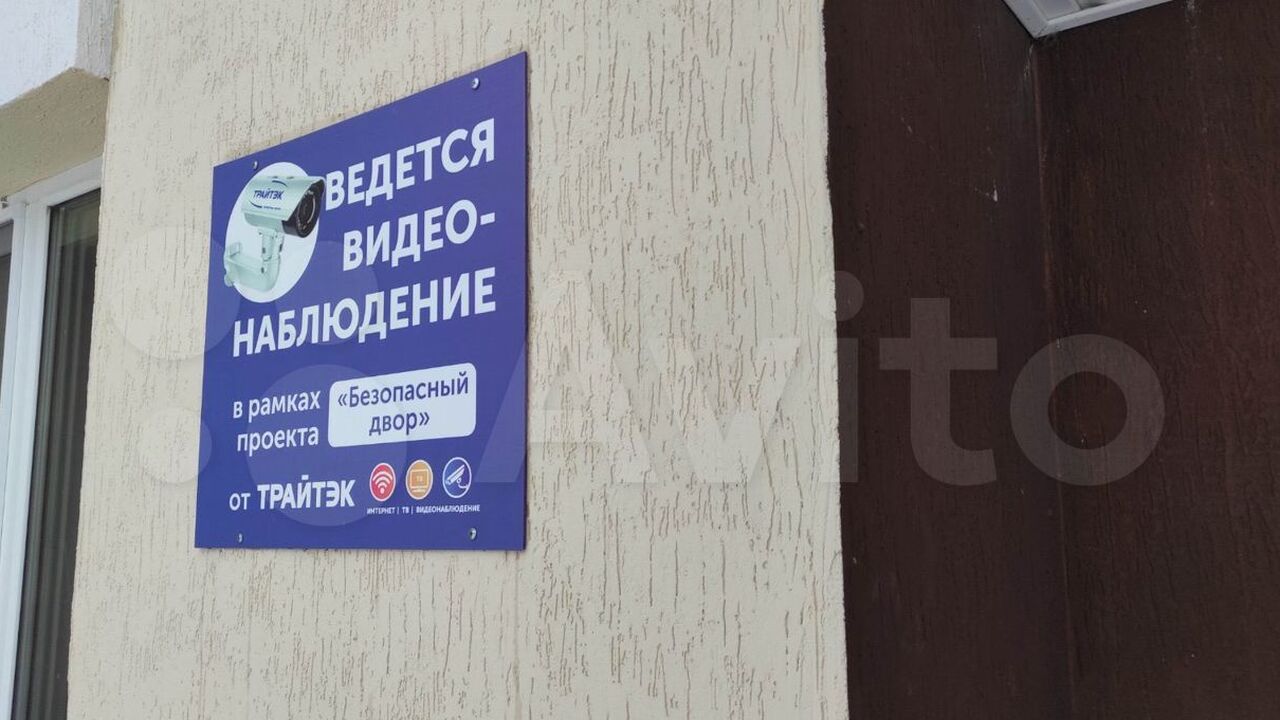 ТРАЙТЭК
ВЕДЕТСЯ
ВИДЕО-
НАБЛЮДЕНИЕ
в рамках
проекта
«Безопасный
двор»
от ТРАЙТЭК
ИНТЕРНЕТ | ТВ | ВИДЕОНАБЛЮДЕНИЕ
Avito